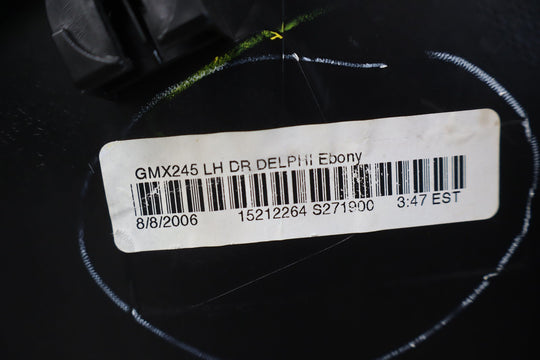 GMX245 LH DR DELPHI Ebony
8/8/2006 15212264 S271900 3:47 EST